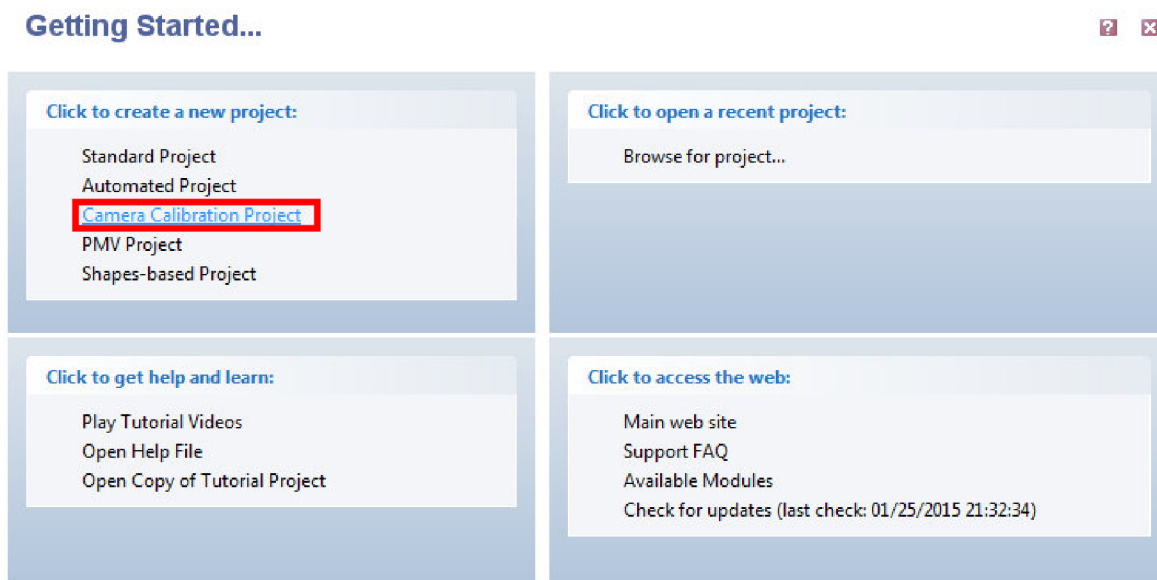 Getting Started...
Click to create a new project:
Standard Project
Automated Project
Camera Calibration Project
PMV Project
Shapes-based Project
Click to open a recent project:
Browse for project...
Click to get help and learn:
Play Tutorial Videos
Open Help File
Open Copy of Tutorial Project
Click to access the web:
Main web site
Support FAQ
Available Modules
Check for updates (last check: 01/25/2015 21:32:34)